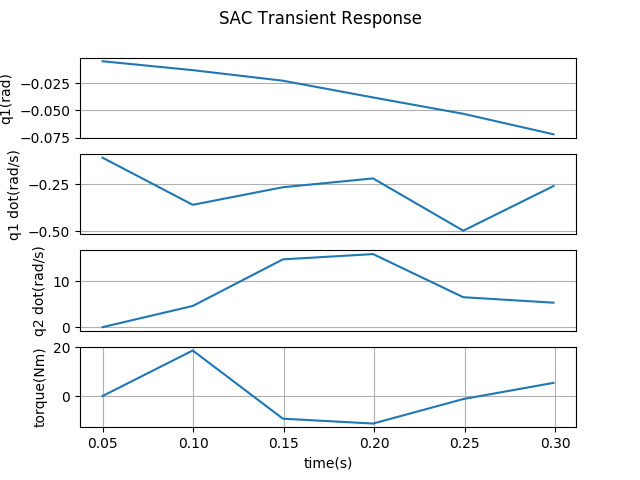 SAC Transient Response
q1(rad)
−0.025
−0.050
−0.075
q1 dot(rad/s)
−0.25
−0.50
q2 dot(rad/s)
10
0
torque(Nm)
20
0
0.05 0.10 0.15 0.20 0.25 0.30
time(s)